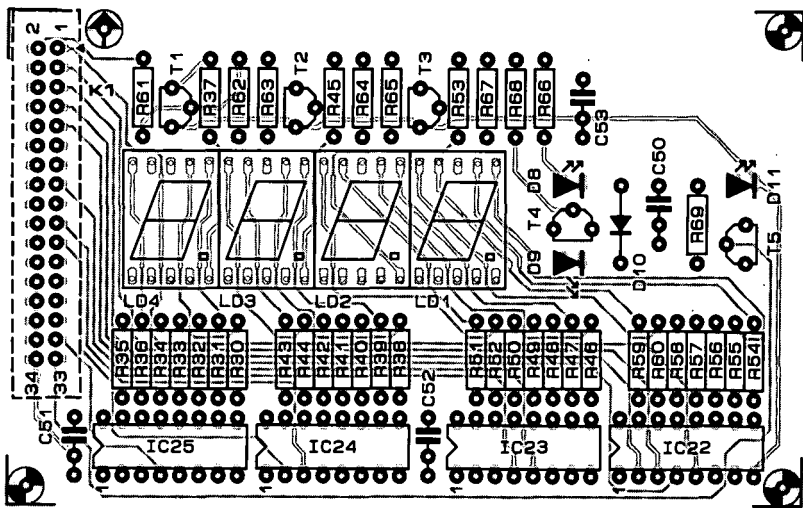 2 1
K1
R61
T1
R37
R62
R63
T2
R45
R64
R65
T3
R53
R67
R68
R66
C53
D8
T4
D9
D10
C50
R69
D11
T5
LD4
LD3
LD2
LD1
R35
R36
R34
R33
R32
R31
R30
R43
R44
R42
R41
R40
R39
R38
R51
R52
R50
R49
R48
R47
R46
R59
R60
R58
R57
R56
R55
R54
34 33
C51
IC25
IC24
C52
IC23
IC22
1
1
1
1